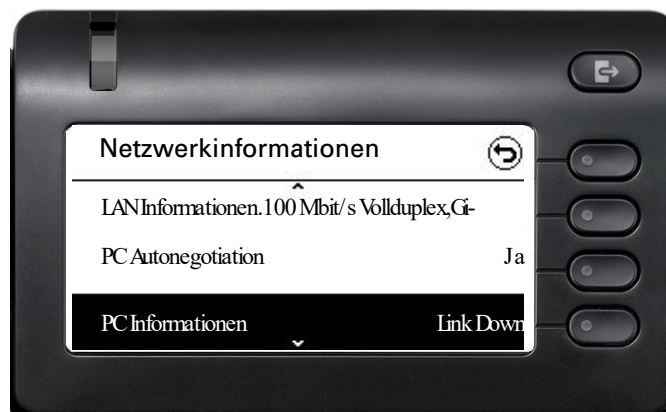 Netzwerkinformationen
LAN Informationen.100 Mbit/s Vollduplex,Gi-
PC Autonegotiation Ja
PC Informationen Link Down